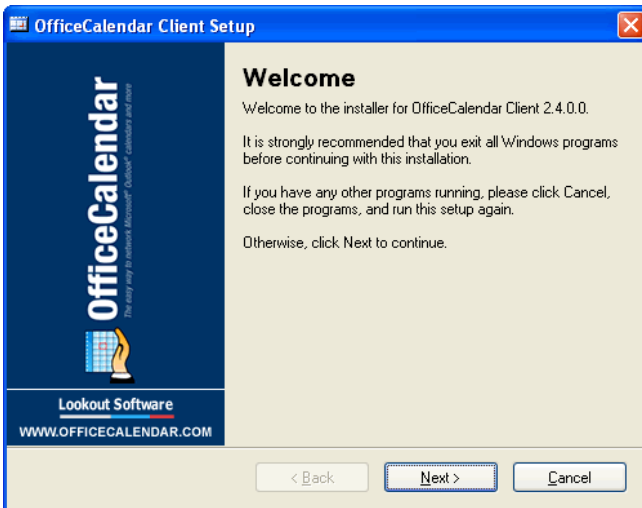 OfficeCalendar Client Setup
OfficeCalendar
The easy way to network Microsoft® Outlook® calendars and more
Lookout Software
WWW.OFFICECALENDAR.COM
Welcome
Welcome to the installer for OfficeCalendar Client 2.4.0.0.
It is strongly recommended that you exit all Windows programs
before continuing with this installation.
If you have any other programs running, please click Cancel,
close the programs, and run this setup again.
Otherwise, click Next to continue.
< Back
Next >
Cancel